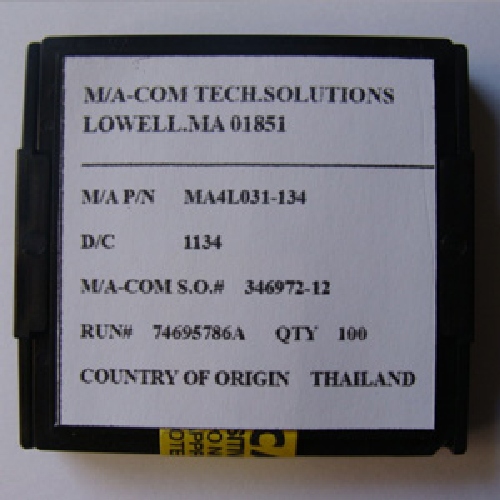 M/A-COM TECH.SOLUTIONS
LOWELL.MA 01851
M/A P/N MA4L031-134
D/C 1134
M/A-COM S.O.# 346972-12
RUN# 74695786A QTY 100
COUNTRY OF ORIGIN THAILAND